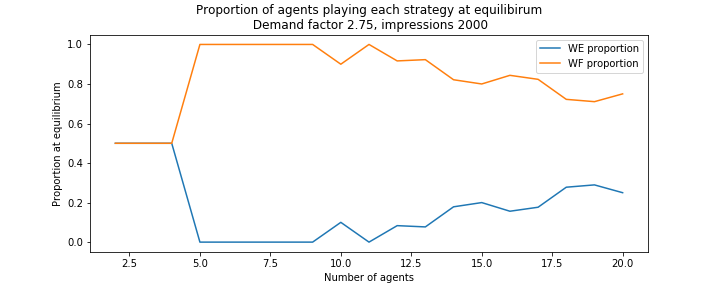 Proportion of agents playing each strategy at equilibirum
Demand factor 2.75, impressions 2000
WE proportion
WF proportion
Proportion at equilibrium
1.0
0.8
0.6
0.4
0.2
0.0
2.5 5.0 7.5 10.0 12.5 15.0 17.5 20.0
Number of agents